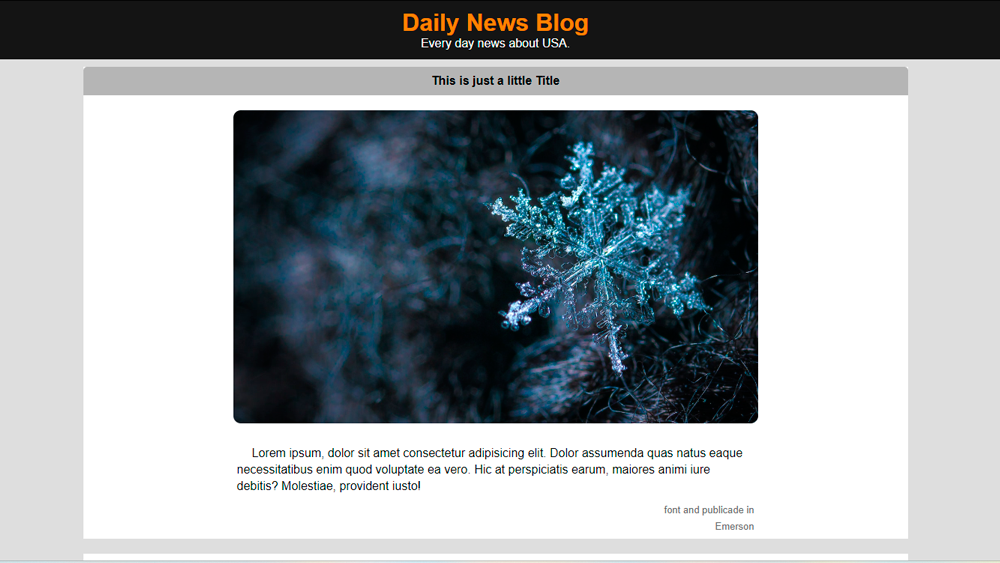 Daily News Blog
Every day news about USA.
This is just a little Title
Lorem ipsum, dolor sit amet consectetur adipisicing elit. Dolor assumenda quas natus eaque
necessitatibus enim quod voluptate ea vero. Hic at perspiciatis earum, maiores animi iure
debitis? Molestiae, provident iusto!
font and publicade in
Emerson